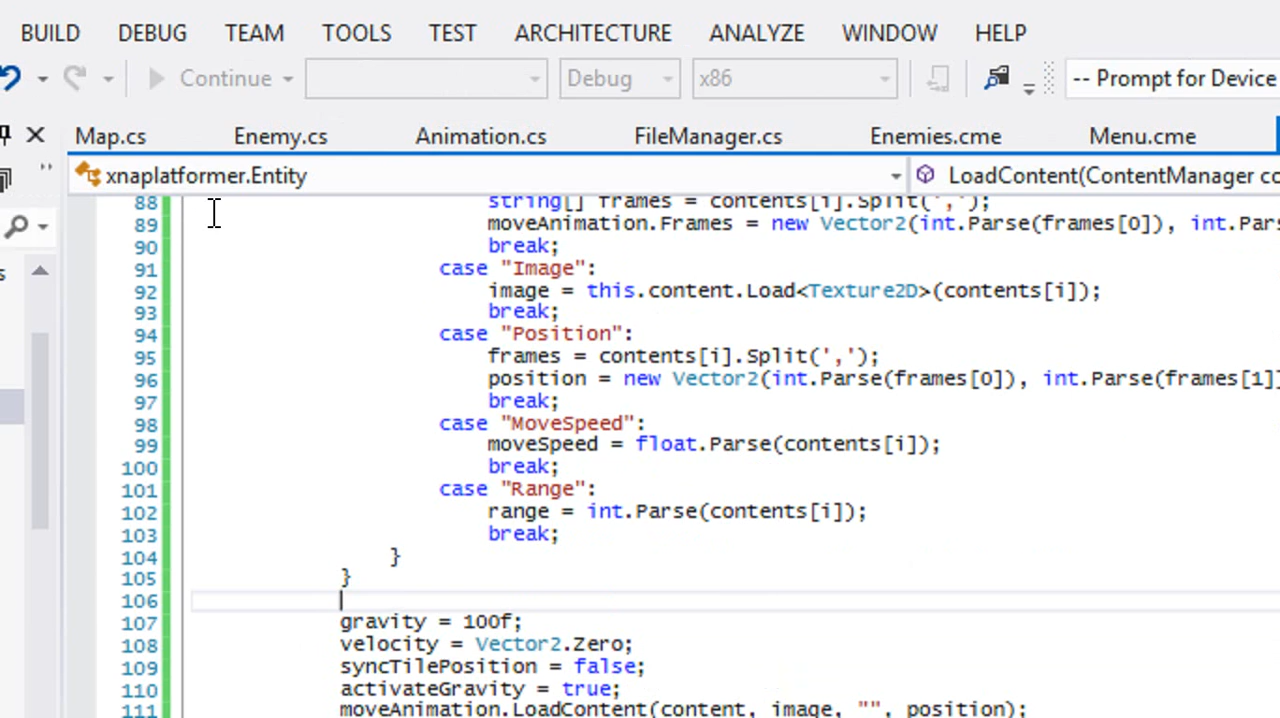 BUILD DEBUG TEAM TOOLS TEST ARCHITECTURE ANALYZE WINDOW HELP
Continue Debug x86 -- Prompt for Device
Map.cs Enemy.cs Animation.cs FileManager.cs Enemies.cme Menu.cme
xnaplatformer.Entity LoadContent(ContentManager co
88 string[] frames = contents[i].Split(',');
89 moveAnimation.Frames = new Vector2(int.Parse(frames[0]), int.Pars
90 break;
91 case "Image":
92 image = this.content.Load<Texture2D>(contents[i]);
93 break;
94 case "Position":
95 frames = contents[i].Split(',');
96 position = new Vector2(int.Parse(frames[0]), int.Parse(frames[1]
97 break;
98 case "MoveSpeed":
99 moveSpeed = float.Parse(contents[i]);
100 break;
101 case "Range":
102 range = int.Parse(contents[i]);
103 break;
104 }
105 }
106
107 gravity = 100f;
108 velocity = Vector2.Zero;
109 syncTilePosition = false;
110 activateGravity = true;
111 moveAnimation.LoadContent(content, image, "", position);